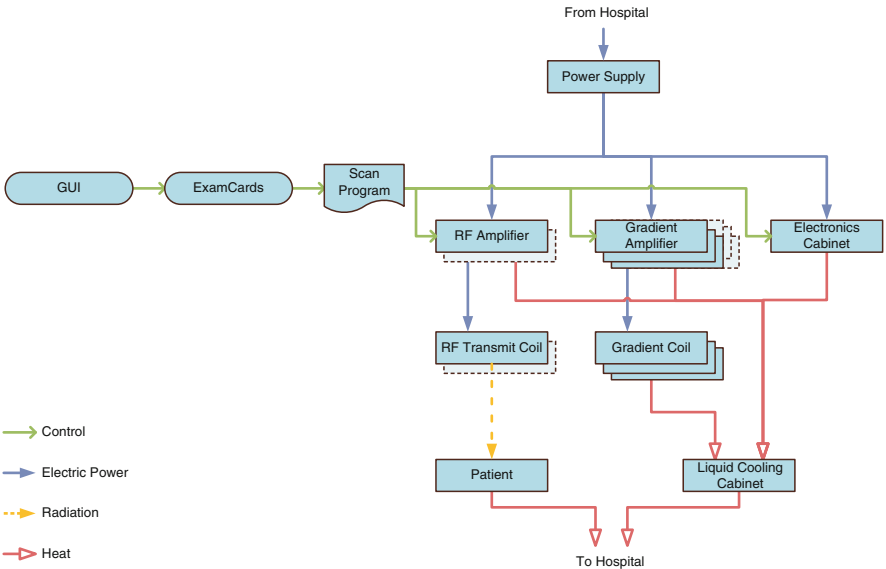 From Hospital
Power Supply
GUI
ExamCards
Scan
Program
RF Amplifier
Gradient
Amplifier
Electronics
Cabinet
RF Transmit Coil
Gradient Coil
Control
Electric Power
Patient
Liquid Cooling
Cabinet
Radiation
Heat
To Hospital